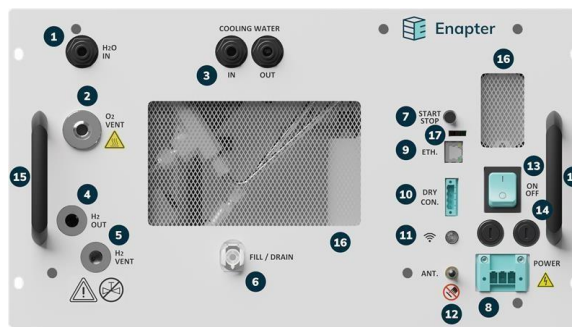 Enapter
1
H₂O
IN
COOLING WATER
3
IN
OUT
16
2
O₂
VENT
7
START
STOP
17
9
ETH.
13
15
10
DRY
CON.
ON
OFF
4
H₂
OUT
14
16
11
5
H₂
VENT
FILL / DRAIN
6
ANT.
POWER
12
8